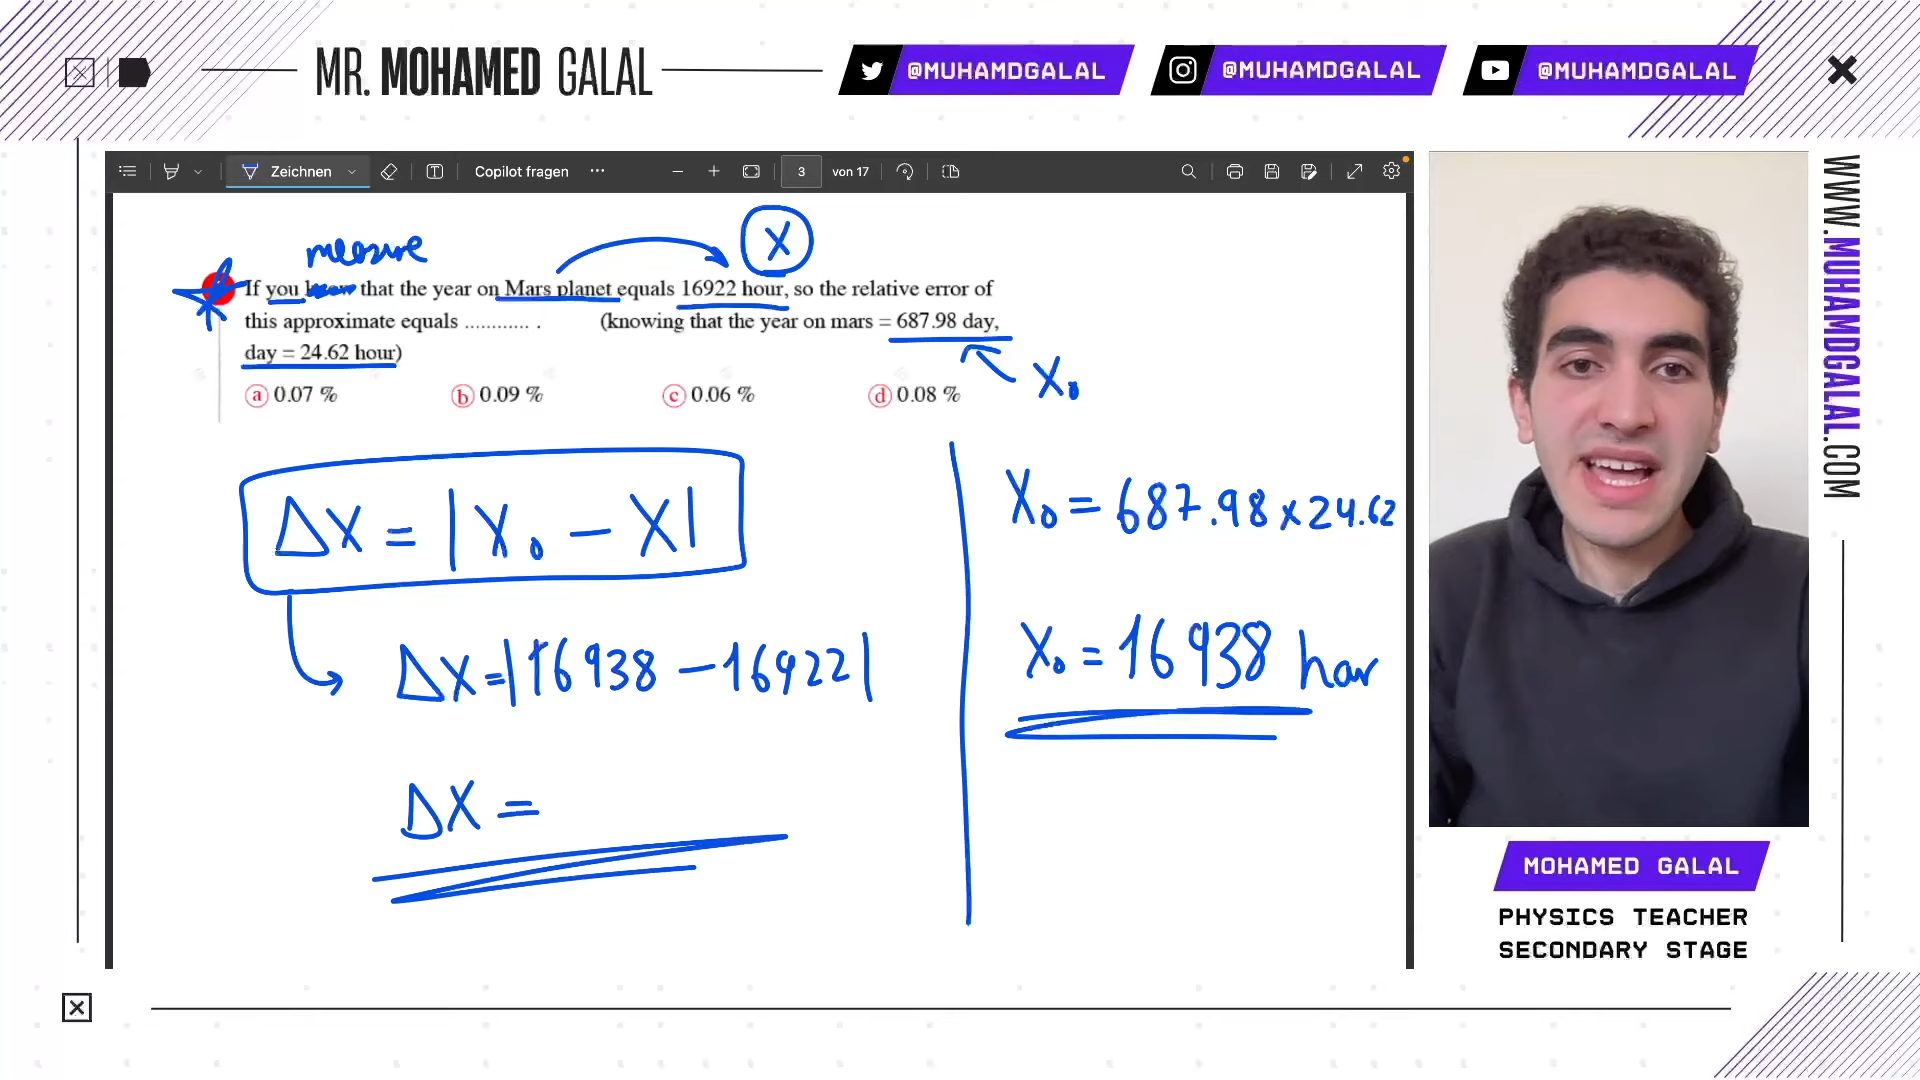 MR. MOHAMED GALAL
@MUHAMDGALAL
@MUHAMDGALAL
@MUHAMDGALAL
Zeichnen
Copilot fragen
3 von 17
measure
X
If you know that the year on Mars planet equals 16922 hour, so the relative error of
this approximate equals ............ . (knowing that the year on mars = 687.98 day,
day = 24.62 hour)
X₀
a 0.07 %
b 0.09 %
c 0.06 %
d 0.08 %
ΔX = |X₀ - X|
ΔX = |16938 - 16922|
ΔX =
X₀ = 687.98 x 24.62
X₀ = 16938 hour
WWW.MUHAMDGALAL.COM
MOHAMED GALAL
PHYSICS TEACHER
SECONDARY STAGE